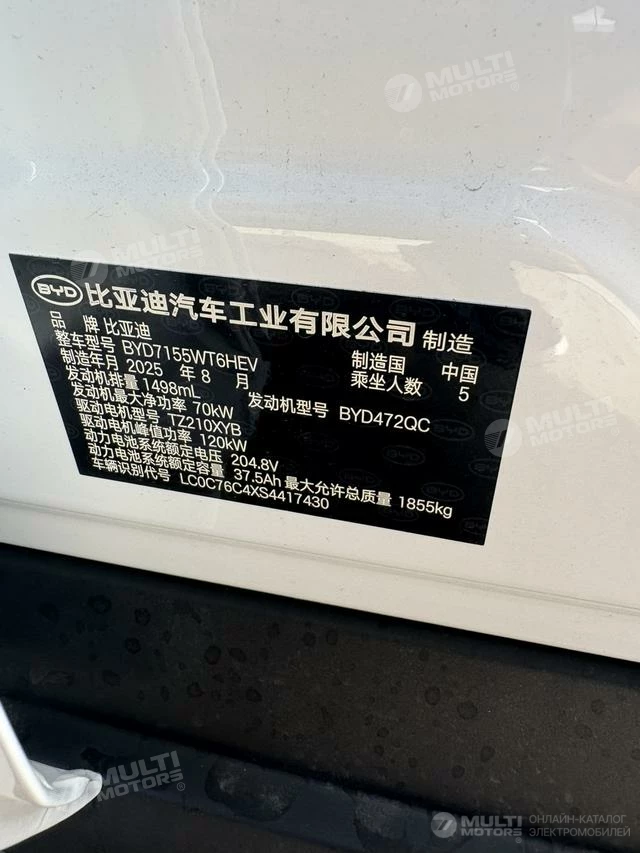 MULTI
MOTORS
MULTI
MOTORS
BYD 比亚迪汽车工业有限公司 制造
品 牌 比亚迪
整车型号 BYD7155WT6HEV 制造国 中国
制造年月 2025 年 8 月 乘坐人数 5
发动机排量 1498mL
发动机最大净功率 70kW 发动机型号 BYD472QC
驱动电机型号 TZ210XYB
驱动电机峰值功率 120kW
动力电池系统额定电压 204.8V
动力电池系统额定容量 37.5Ah 最大允许总质量 1855kg
车辆识别代号 LC0C76C4XS4417430
MULTI
MOTORS
MULTI
MOTORS
MULTI
MOTORS
ОНЛАЙН-КАТАЛОГ
ЭЛЕКТРОМОБИЛЕЙ